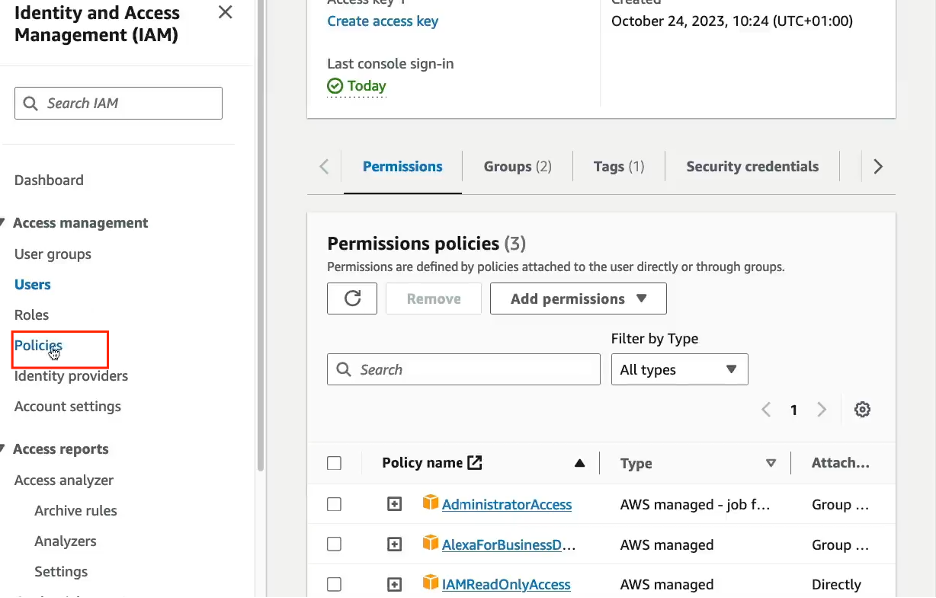 Identity and Access
Management (IAM)
Search IAM
Dashboard
Access management
User groups
Users
Roles
Policies
Identity providers
Account settings
Access reports
Access analyzer
Archive rules
Analyzers
Settings
Create access key
October 24, 2023, 10:24 (UTC+01:00)
Last console sign-in
Today
Permissions
Groups (2)
Tags (1)
Security credentials
Permissions policies (3)
Permissions are defined by policies attached to the user directly or through groups.
Remove
Add permissions
Filter by Type
Search
All types
1
Policy name
Type
Attach...
AdministratorAccess
AWS managed - job f...
Group ...
AlexaForBusinessD...
AWS managed
Group ...
IAMReadOnlyAccess
AWS managed
Directly